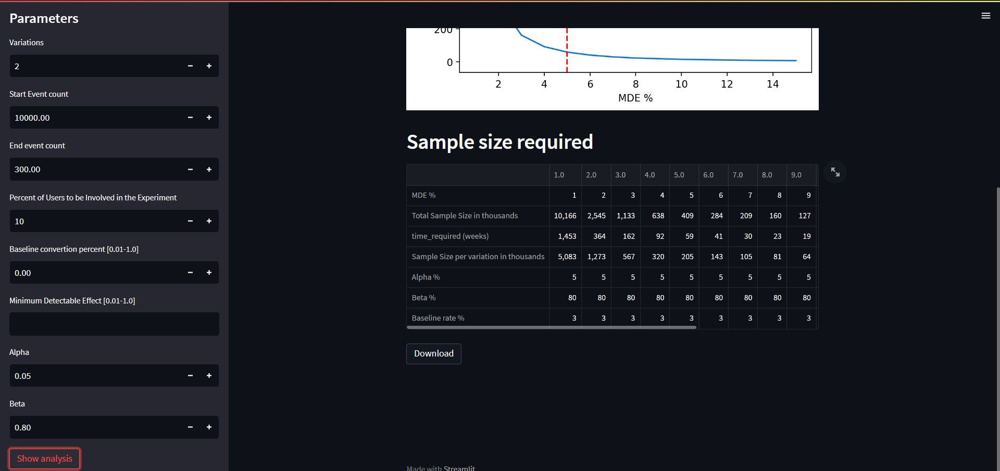 Parameters
Variations
2
Start Event count
10000.00
End event count
300.00
Percent of Users to be Involved in the Experiment
10
Baseline convertion percent [0.01-1.0]
0.00
Minimum Detectable Effect [0.01-1.0]
Alpha
0.05
Beta
0.80
Show analysis
200
0
2 4 6 8 10 12 14
MDE %
Sample size required
1.0 2.0 3.0 4.0 5.0 6.0 7.0 8.0 9.0
MDE % 1 2 3 4 5 6 7 8 9
Total Sample Size in thousands 10,166 2,545 1,133 638 409 284 209 160 127
time_required (weeks) 1,453 364 162 92 59 41 30 23 19
Sample Size per variation in thousands 5,083 1,273 567 320 205 143 105 81 64
Alpha % 5 5 5 5 5 5 5 5 5
Beta % 80 80 80 80 80 80 80 80 80
Baseline rate % 3 3 3 3 3 3 3 3 3
Download
Made with Streamlit